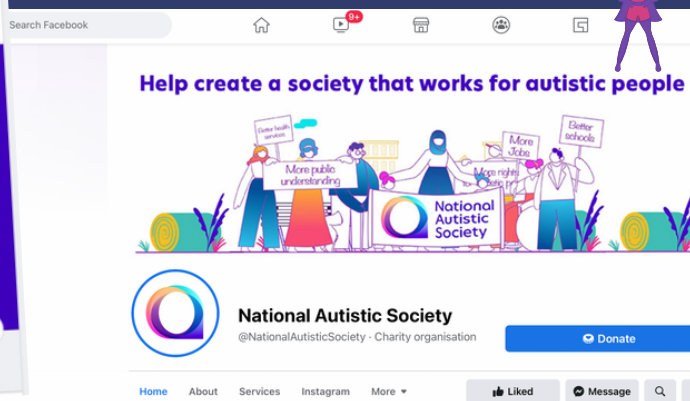 Search Facebook
9+
Help create a society that works for autistic people
Better health
services
More public
understanding
More
Jobs
Better
schools
More rights
National
Autistic
Society
National Autistic Society
@NationalAutisticSociety · Charity organisation
Donate
Home About Services Instagram More
Liked Message